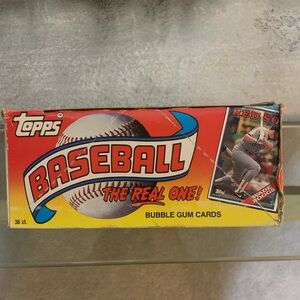 TOPPS
BASEBALL
THE REAL ONE!
BUBBLE GUM CARDS
36 ct.
RED SO
Topps